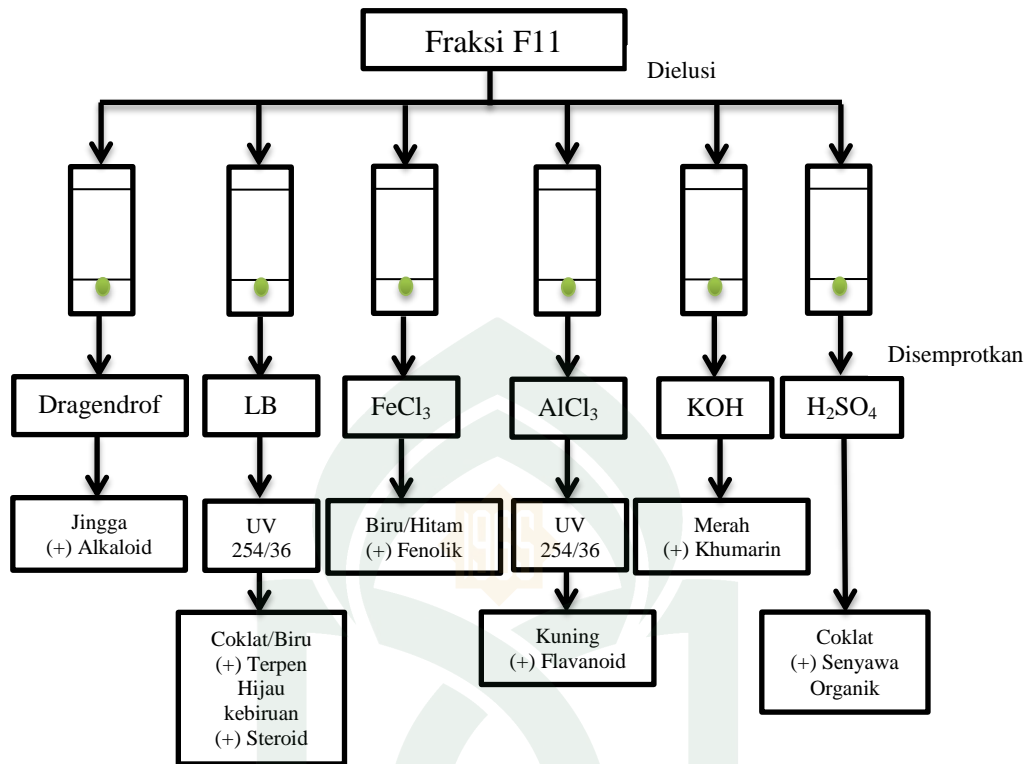 Fraksi F11
Dielusi
Disemprotkan
Dragendrof
LB
FeCl₃
AlCl₃
KOH
H₂SO₄
Jingga
(+) Alkaloid
UV
254/36
Biru/Hitam
(+) Fenolik
UV
254/36
Merah
(+) Khumarin
Coklat/Biru
(+) Terpen
Hijau
kebiruan
(+) Steroid
Kuning
(+) Flavanoid
Coklat
(+) Senyawa
Organik
1965